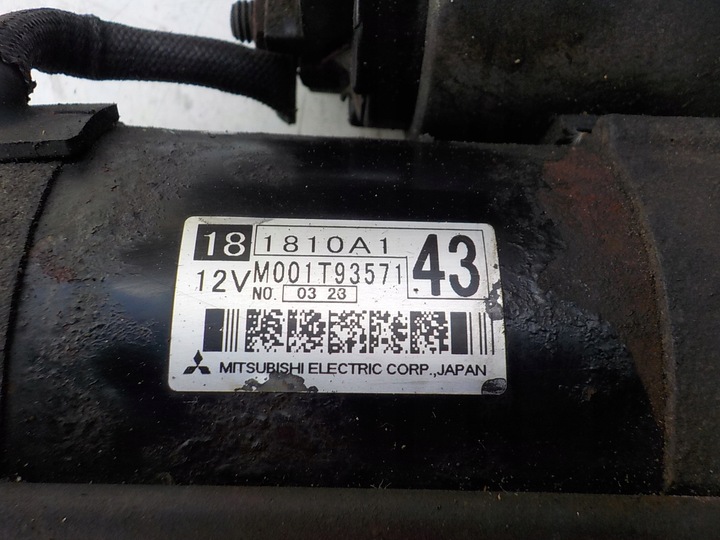 18 1810A1
12V M001T93571 43
NO. 03 23
MITSUBISHI ELECTRIC CORP., JAPAN